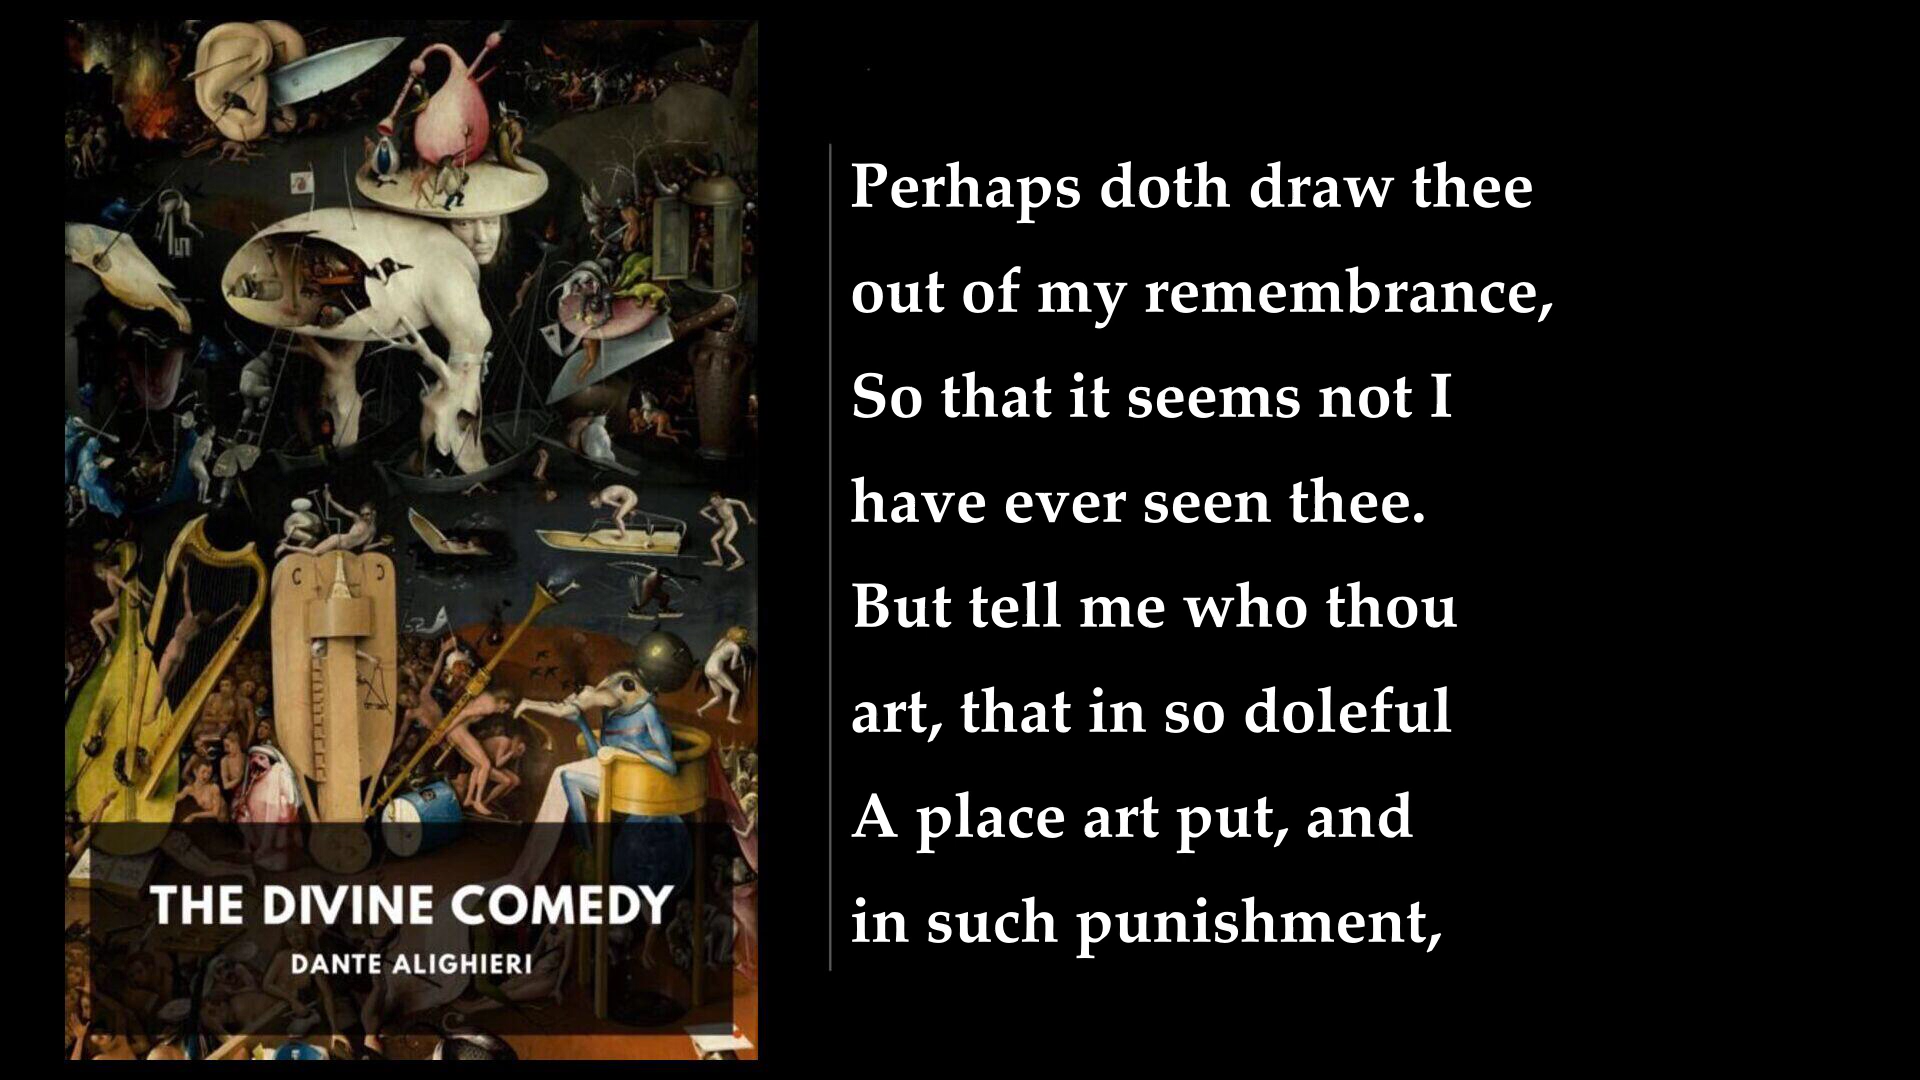 THE DIVINE COMEDY
DANTE ALIGHIERI
Perhaps doth draw thee
out of my remembrance,
So that it seems not I
have ever seen thee.
But tell me who thou
art, that in so doleful
A place art put, and
in such punishment,